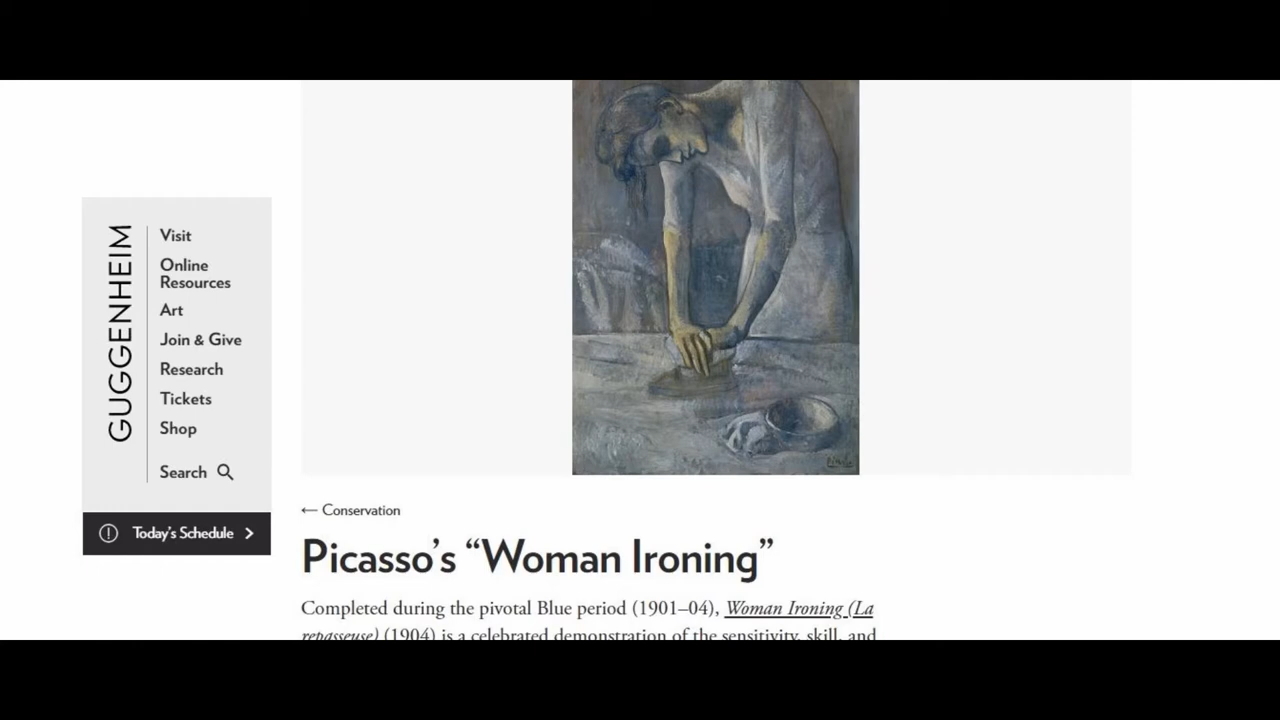 GUGGENHEIM
Visit
Online
Resources
Art
Join & Give
Research
Tickets
Shop
Search
Today's Schedule
← Conservation
Picasso's “Woman Ironing”
Completed during the pivotal Blue period (1901–04), Woman Ironing (La
repasseuse) (1904) is a celebrated demonstration of the sensitivity, skill, and